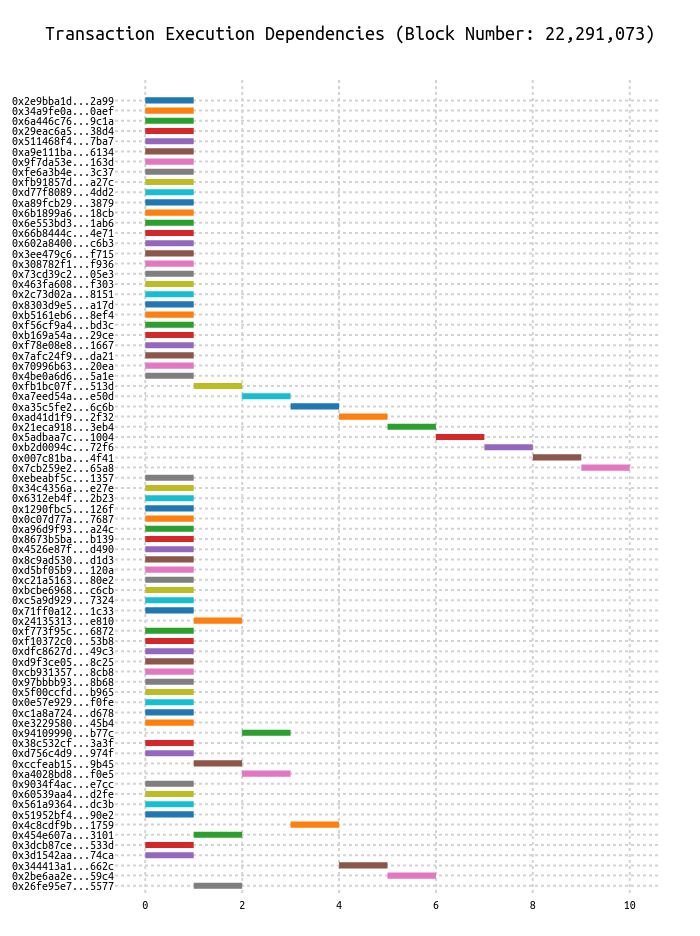 Transaction Execution Dependencies (Block Number: 22,291,073)
0x2e9bba1d...2a99
0x34a9fe0a...0aef
0x6a446c76...9c1a
0x29eac6a5...38d4
0x511468f4...7ba7
0xa9e111ba...6134
0x9f7da53e...163d
0xfe6a3b4e...3c37
0xfb91857d...a27c
0xd77f8089...4dd2
0xa89fcb29...3879
0x6b1899a6...18cb
0x6e553bd3...1ab6
0x66b8444c...4e71
0x602a8400...c6b3
0x3ee479c6...f715
0x308782f1...f936
0x73cd39c2...05e3
0x463fa608...f303
0x2c73d02a...8151
0x8303d9e5...a17d
0xb5161eb6...8ef4
0xf56cf9a4...bd3c
0xb169a54a...29ce
0xf78e08e8...1667
0x7afc24f9...da21
0x70996b63...20ea
0x4be0a6d6...5a1e
0xfb1bc07f...513d
0xa7eed54a...e50d
0xa35c5fe2...6c6b
0xad41d1f9...2f32
0x21eca918...3eb4
0x5adbaa7c...1004
0xb2d0094c...72f6
0x007c81ba...4f41
0x7cb259e2...65a8
0xebeabf5c...1357
0x34c4356a...e27e
0x6312eb4f...2b23
0x1290fbc5...126f
0x0c07d77a...7687
0xa96d9f93...a24c
0x8673b5ba...b139
0x4526e87f...d490
0x8c9ad530...d1d3
0xd5bf05b9...120a
0xc21a5163...80e2
0xbcbe6968...c6cb
0xc5a9d929...7324
0x71ff0a12...1c33
0x24135313...e810
0xf773f95c...6872
0xf10372c0...53b8
0xdfc8627d...49c3
0xd9f3ce05...8c25
0xcb931357...8cb8
0x97bbbb93...8b68
0x5f00ccfd...b965
0x0e57e929...f0fe
0xc1a8a724...d678
0xe3229580...45b4
0x94109990...b77c
0x38c532cf...3a3f
0xd756c4d9...974f
0xccfeab15...9b45
0xa4028bd8...f0e5
0x9034f4ac...e7cc
0x60539aa4...d2fe
0x561a9364...dc3b
0x51952bf4...90e2
0x4c8cdf9b...1759
0x454e607a...3101
0x3dcb87ce...533d
0x3d1542aa...74ca
0x344413a1...662c
0x2be6aa2e...59c4
0x26fe95e7...5577
0 2 4 6 8 10